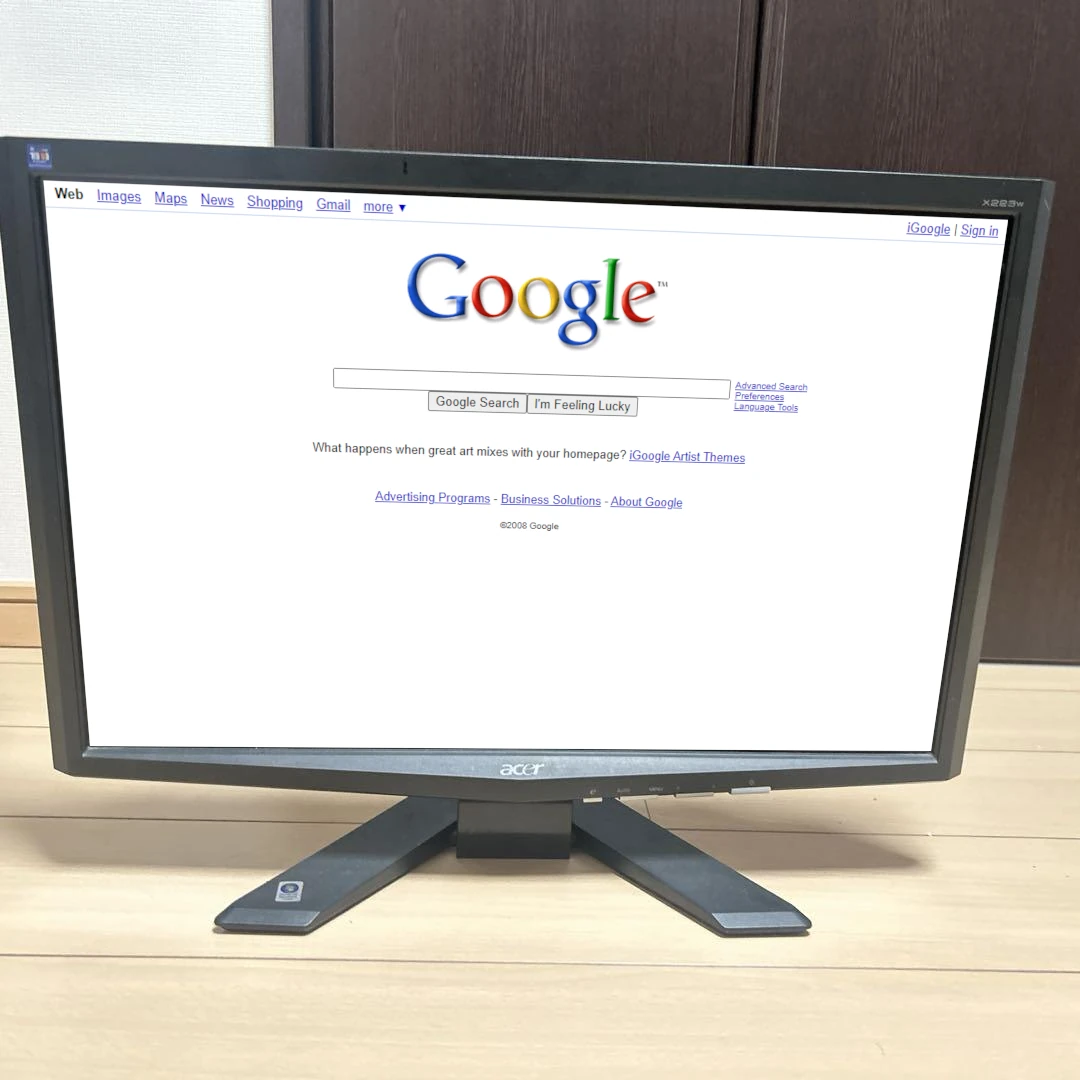 X223w
Web Images Maps News Shopping Gmail more ▼
iGoogle | Sign in
Google™
Advanced Search
Preferences
Language Tools
Google Search I'm Feeling Lucky
What happens when great art mixes with your homepage? iGoogle Artist Themes
Advertising Programs - Business Solutions - About Google
©2008 Google
acer
e AUTO MENU